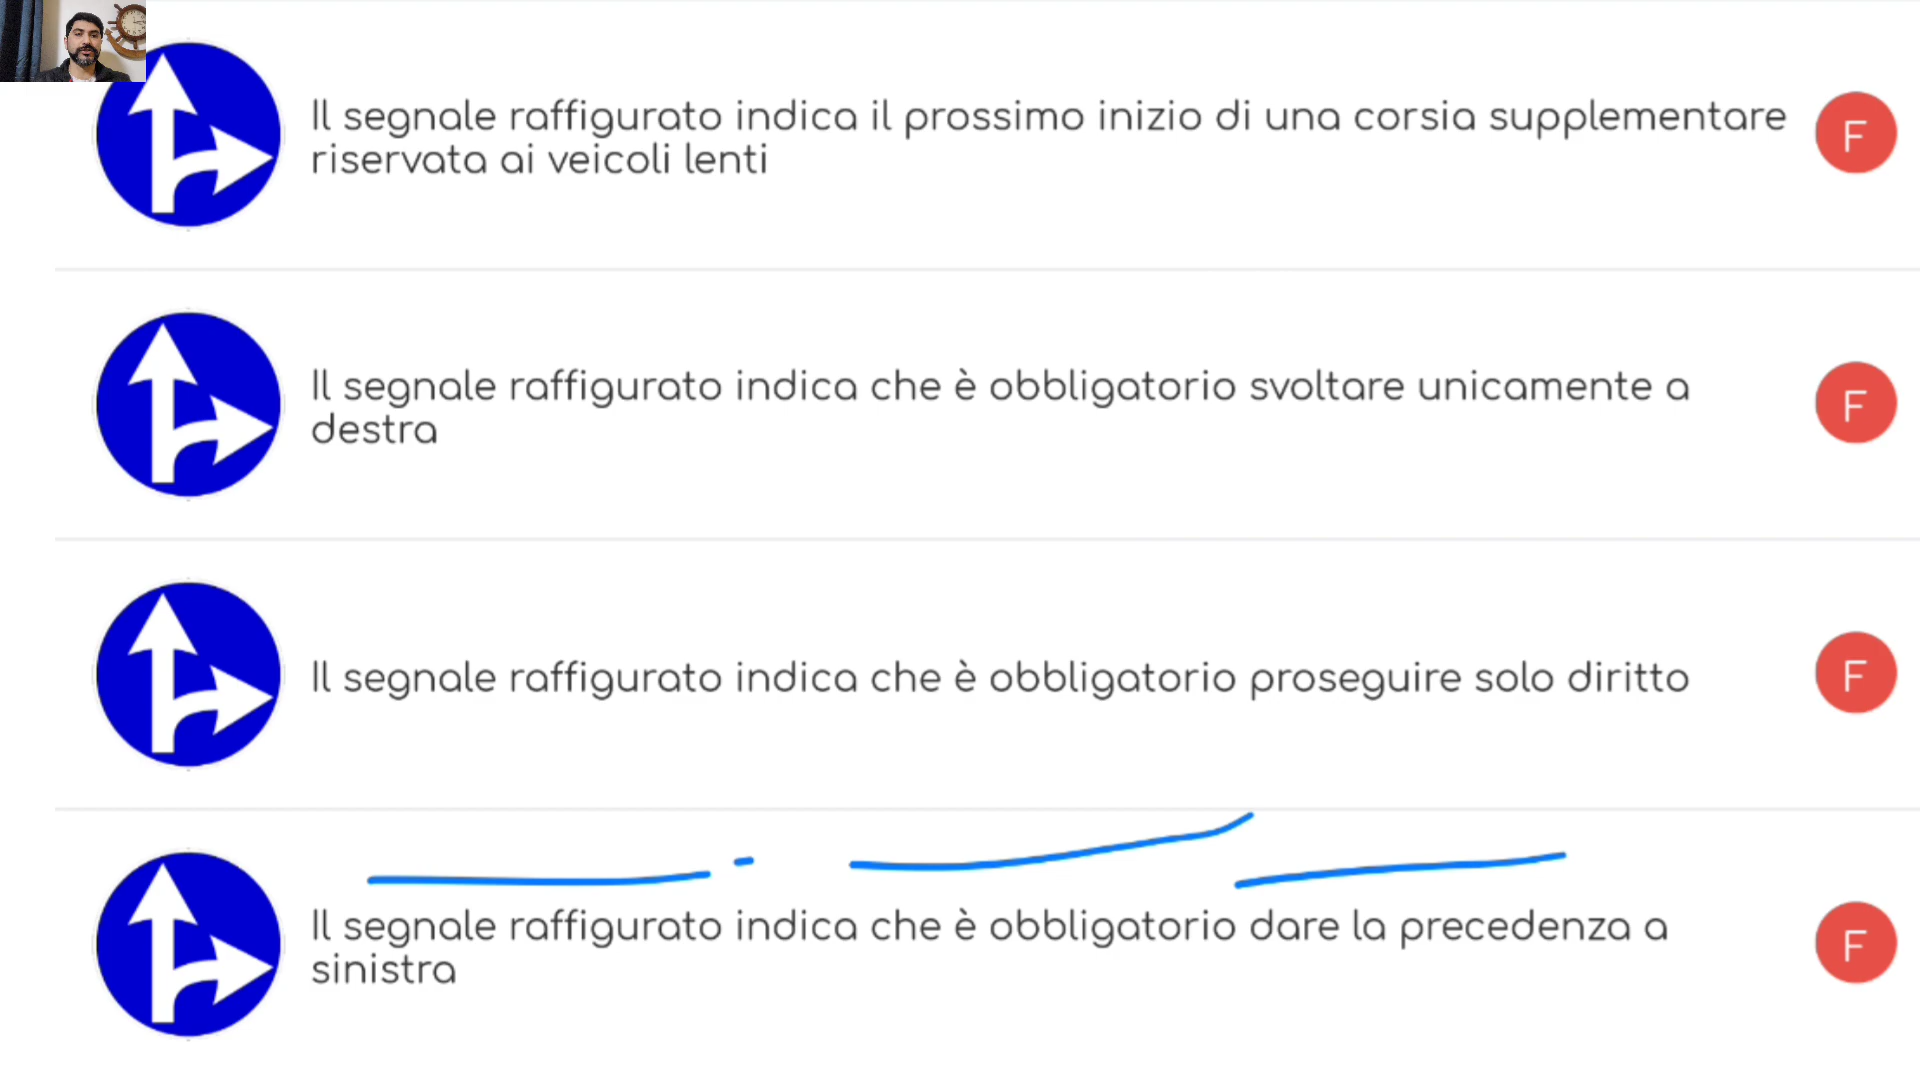 Il segnale raffigurato indica il prossimo inizio di una corsia supplementare
riservata ai veicoli lenti
F
Il segnale raffigurato indica che è obbligatorio svoltare unicamente a
destra
F
Il segnale raffigurato indica che è obbligatorio proseguire solo diritto
F
Il segnale raffigurato indica che è obbligatorio dare la precedenza a
sinistra
F